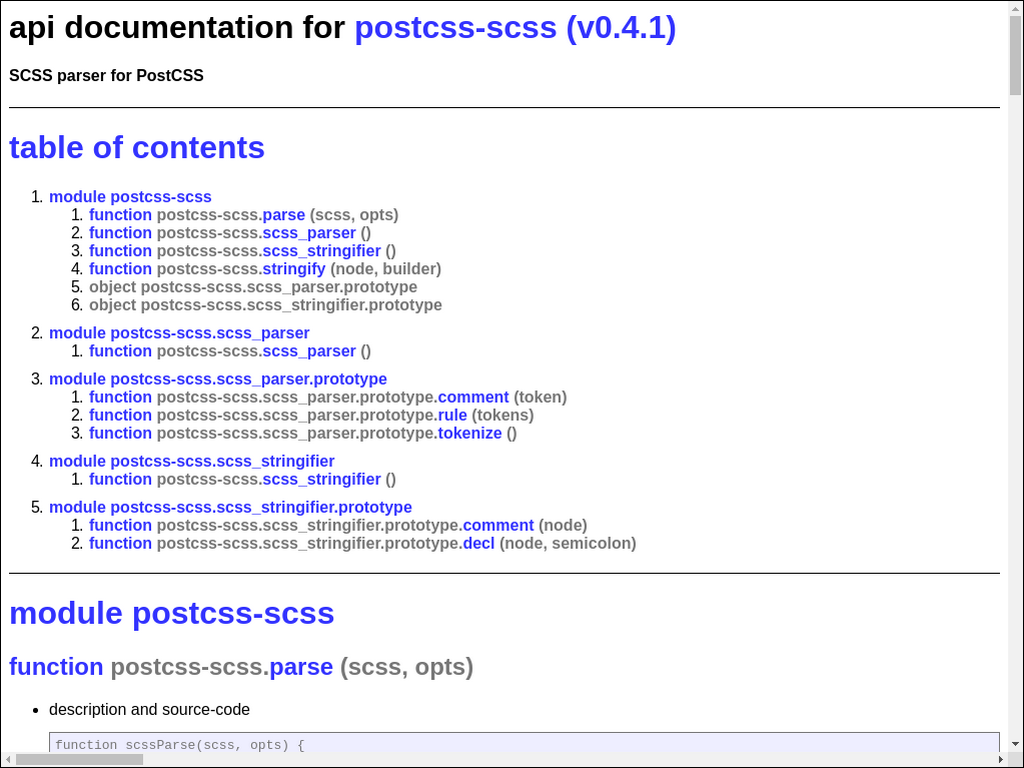 api documentation for postcss-scss (v0.4.1)
SCSS parser for PostCSS
table of contents
1. module postcss-scss
1. function postcss-scss.parse (scss, opts)
2. function postcss-scss.scss_parser ()
3. function postcss-scss.scss_stringifier ()
4. function postcss-scss.stringify (node, builder)
5. object postcss-scss.scss_parser.prototype
6. object postcss-scss.scss_stringifier.prototype
2. module postcss-scss.scss_parser
1. function postcss-scss.scss_parser ()
3. module postcss-scss.scss_parser.prototype
1. function postcss-scss.scss_parser.prototype.comment (token)
2. function postcss-scss.scss_parser.prototype.rule (tokens)
3. function postcss-scss.scss_parser.prototype.tokenize ()
4. module postcss-scss.scss_stringifier
1. function postcss-scss.scss_stringifier ()
5. module postcss-scss.scss_stringifier.prototype
1. function postcss-scss.scss_stringifier.prototype.comment (node)
2. function postcss-scss.scss_stringifier.prototype.decl (node, semicolon)
module postcss-scss
function postcss-scss.parse (scss, opts)
• description and source-code
function scssParse(scss, opts) {